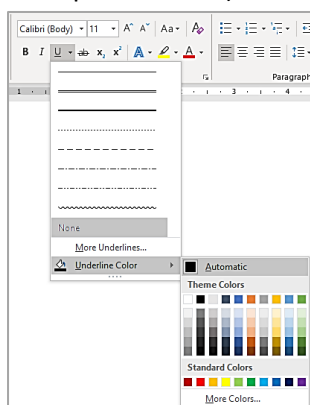 Calibri (Body) 11 A A Aa A
B I U ab x, x² A A
Paragraph
1 1 3 4
None
More Underlines...
Underline Color
Automatic
Theme Colors
Standard Colors
More Colors...